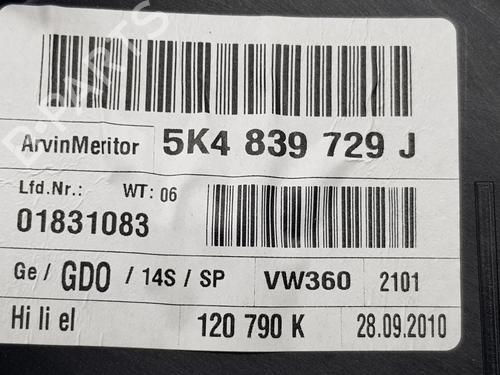 ArvinMeritor 5K4 839 729 J
Lfd.Nr.: WT: 06
01831083
Ge / GDO / 14S / SP VW360 2101
Hi li el 120 790 K 28.09.2010
B-PARTS